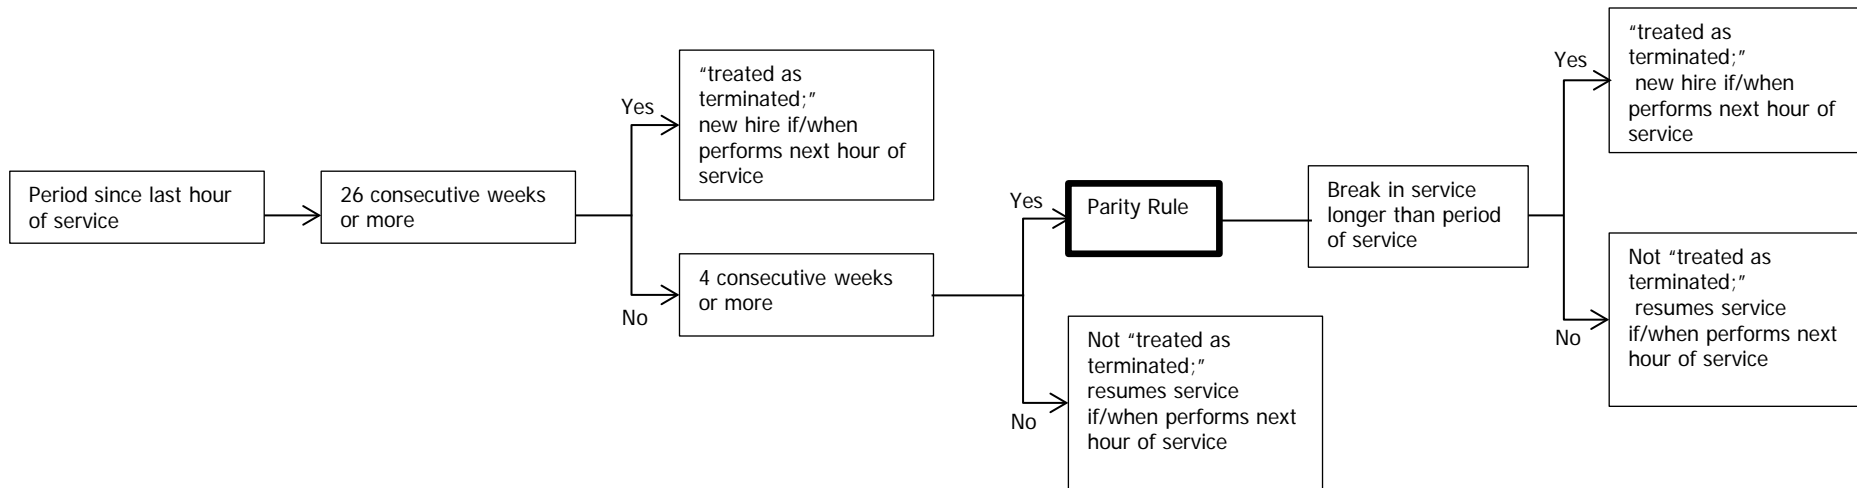 Period since last hour
of service
26 consecutive weeks
or more
Yes
"treated as
terminated;"
new hire if/when
performs next hour of
service
No
4 consecutive weeks
or more
Yes
Parity Rule
No
Not "treated as
terminated;"
resumes service
if/when performs next
hour of service
Break in service
longer than period
of service
Yes
"treated as
terminated;"
new hire if/when
performs next hour of
service
No
Not "treated as
terminated;"
resumes service
if/when performs next
hour of service